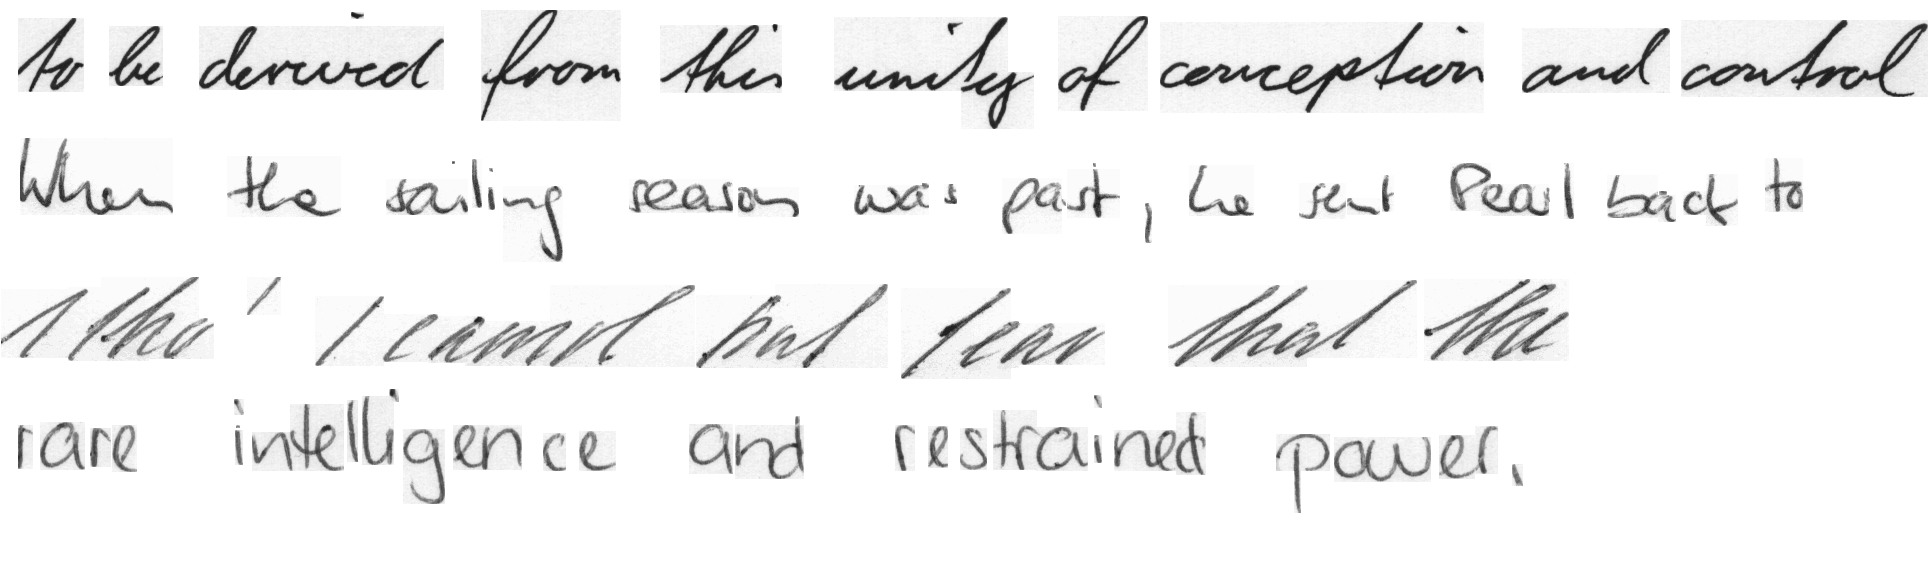 to be derived from this unity of conception and control
When the sailing season was past, he sent Pearl back to
tho' I cannot but fear that the
rare intelligence and restrained power.